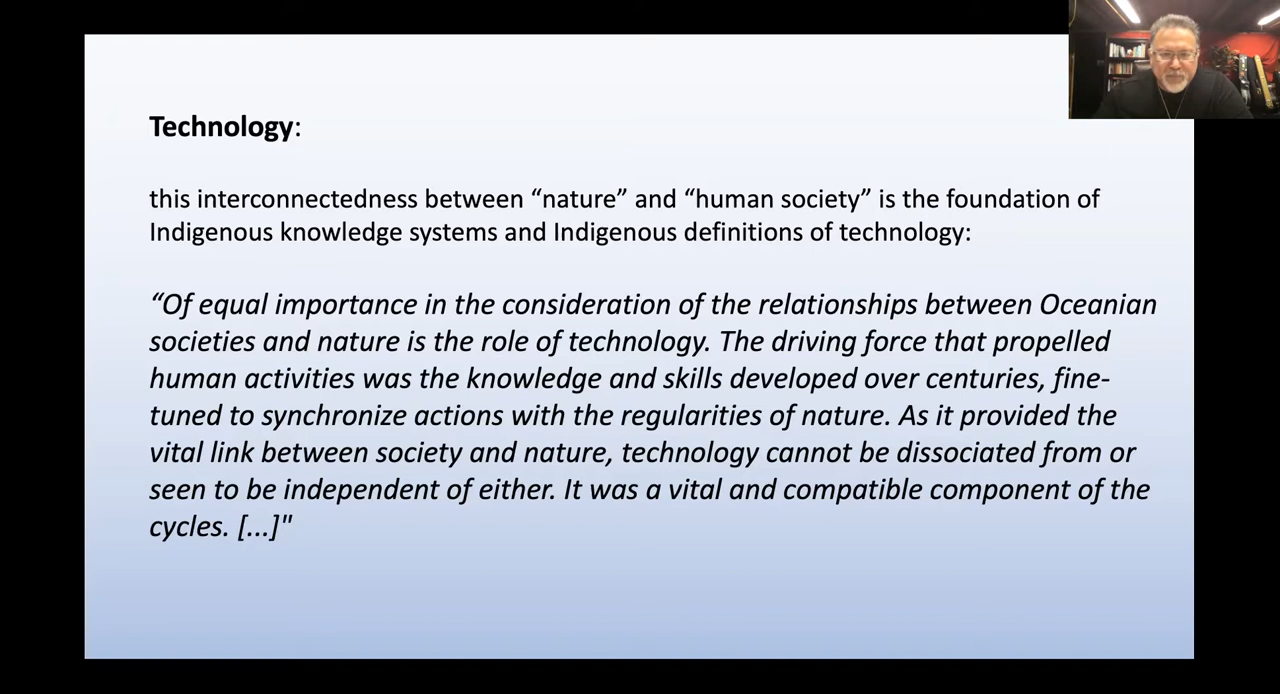 Technology:
this interconnectedness between “nature” and “human society” is the foundation of
Indigenous knowledge systems and Indigenous definitions of technology:
“Of equal importance in the consideration of the relationships between Oceanian
societies and nature is the role of technology. The driving force that propelled
human activities was the knowledge and skills developed over centuries, fine-
tuned to synchronize actions with the regularities of nature. As it provided the
vital link between society and nature, technology cannot be dissociated from or
seen to be independent of either. It was a vital and compatible component of the
cycles. [...]"